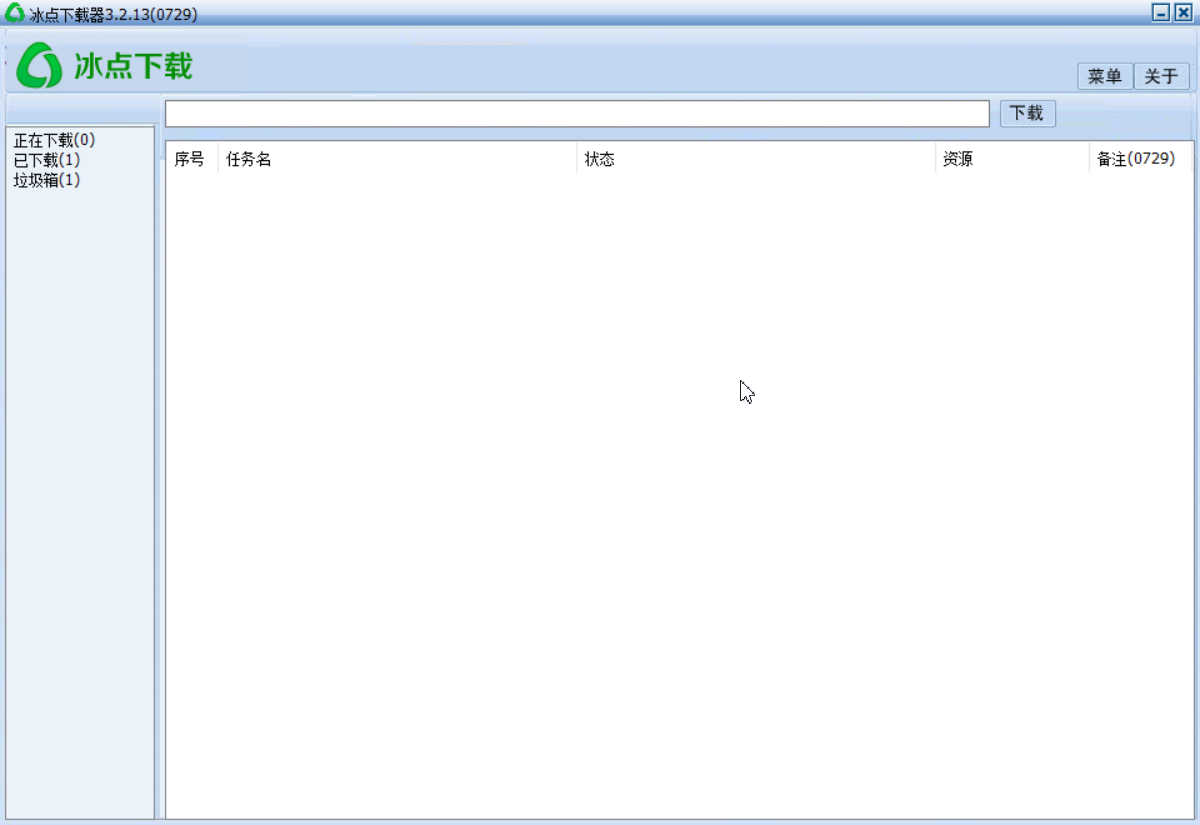 冰点下载器3.2.13(0729)
冰点下载
菜单 关于
下载
正在下载(0)
已下载(1)
垃圾箱(1)
序号 任务名 状态 资源 备注(0729)